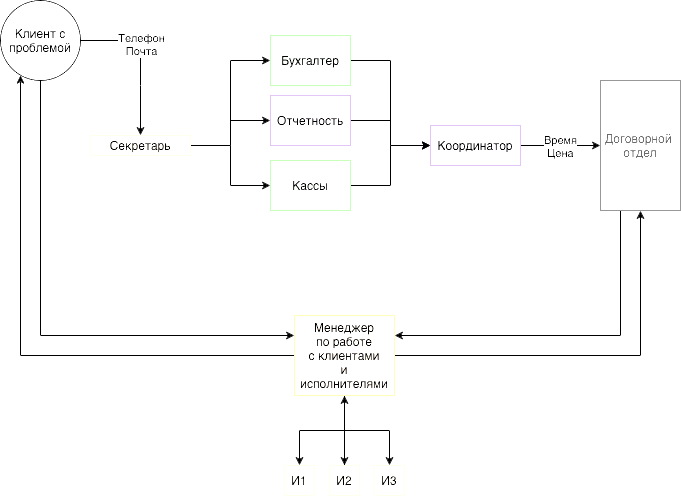 Клиент с
проблемой
Телефон
Почта
Секретарь
Бухгалтер
Отчетность
Кассы
Координатор
Время
Цена
Договорной
отдел
Менеджер
по работе
с клиентами
и
исполнителями
И1
И2
И3